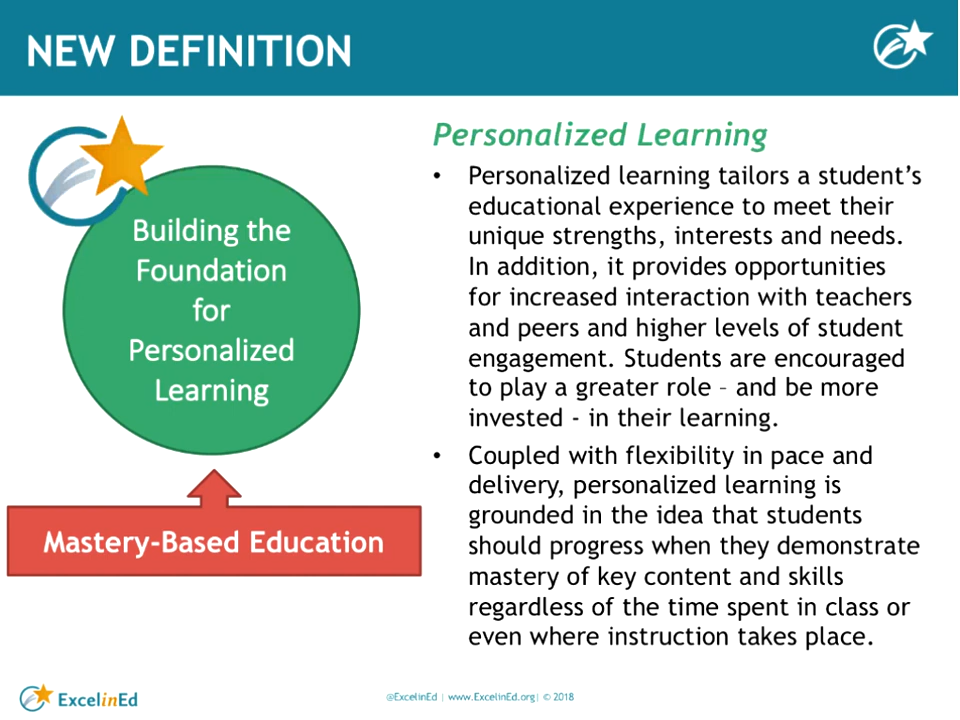 NEW DEFINITION
Building the
Foundation
for
Personalized
Learning
Mastery-Based Education
Personalized Learning
• Personalized learning tailors a student’s
educational experience to meet their
unique strengths, interests and needs.
In addition, it provides opportunities
for increased interaction with teachers
and peers and higher levels of student
engagement. Students are encouraged
to play a greater role – and be more
invested - in their learning.
• Coupled with flexibility in pace and
delivery, personalized learning is
grounded in the idea that students
should progress when they demonstrate
mastery of key content and skills
regardless of the time spent in class or
even where instruction takes place.
ExcelinEd
@ExcelinEd | www.ExcelinEd.org| © 2018